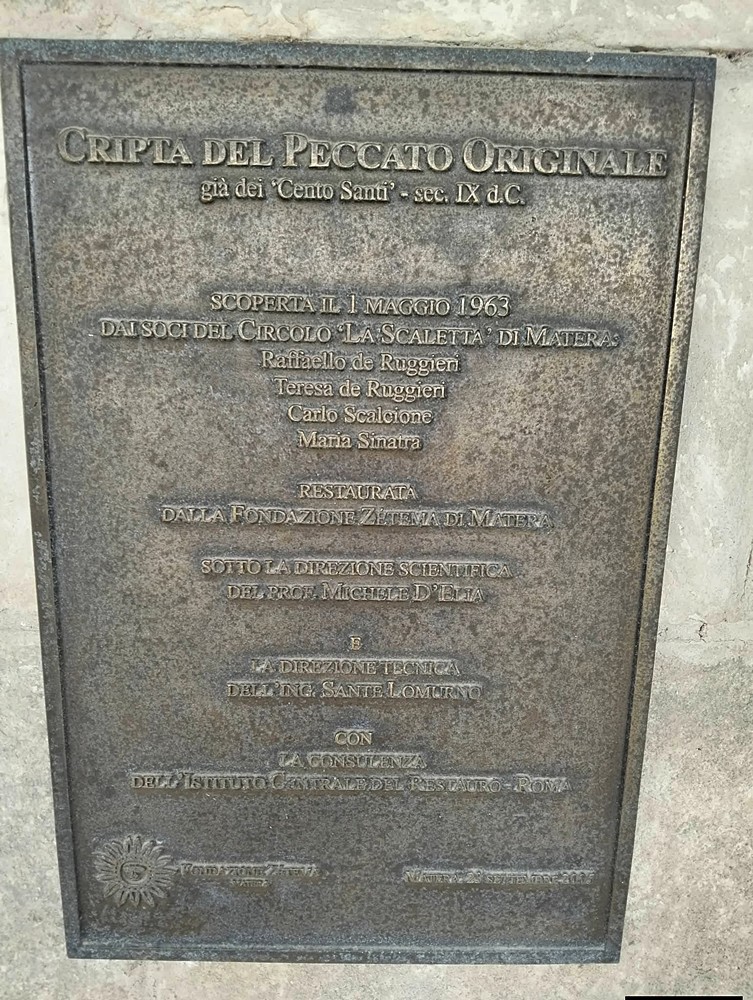 CRIPTA DEL PECCATO ORIGINALE
già dei 'Cento Santi' - sec. IX d.C.
SCOPERTA IL 1 MAGGIO 1963
DAI SOCI DEL CIRCOLO 'LA SCALETTA' DI MATERA:
Raffaello de Ruggieri
Teresa de Ruggieri
Carlo Scalcione
Maria Sinatra
RESTAURATA
DALLA FONDAZIONE ZÉTEMA DI MATERA
SOTTO LA DIREZIONE SCIENTIFICA
DEL PROF. MICHELE D'ELIA
E
LA DIREZIONE TECNICA
DELL'ING. SANTE LOMURNO
CON
LA CONSULENZA
DELL'ISTITUTO CENTRALE DEL RESTAURO - ROMA
FONDAZIONE ZÉTEMA
MATERA
MATERA, SETTEMBRE